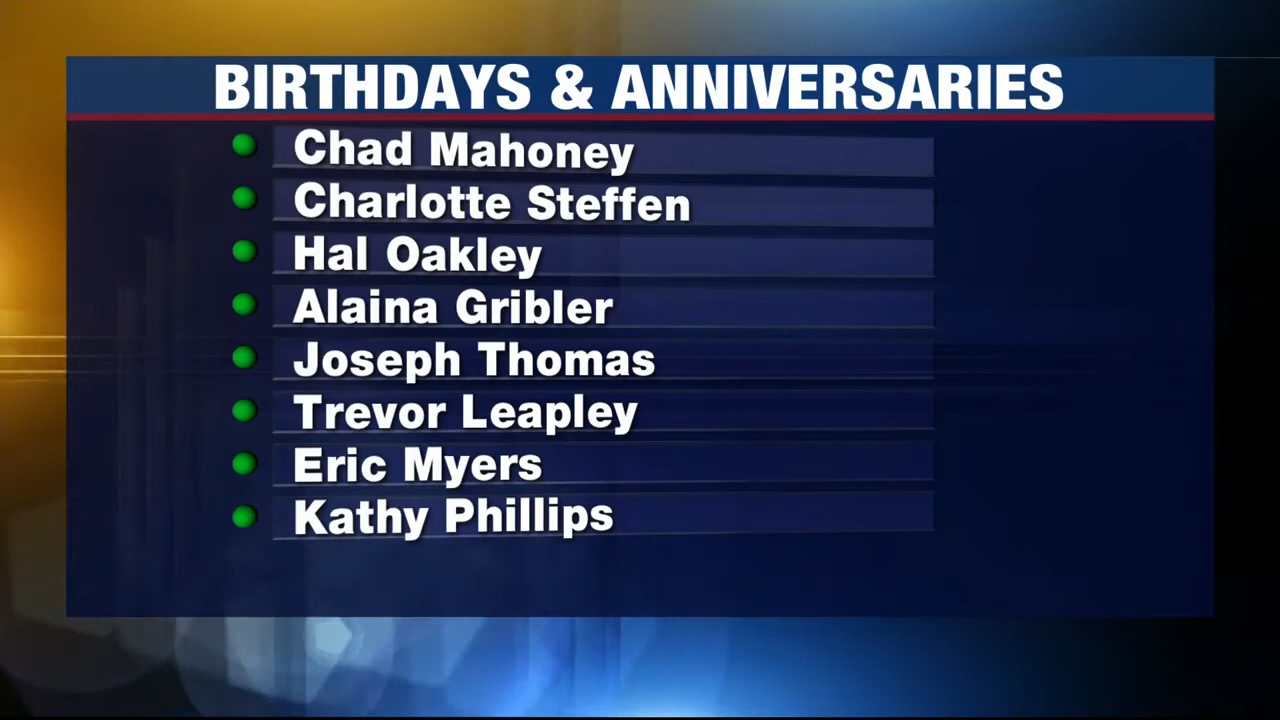 BIRTHDAYS & ANNIVERSARIES
Chad Mahoney
Charlotte Steffen
Hal Oakley
Alaina Gribler
Joseph Thomas
Trevor Leapley
Eric Myers
Kathy Phillips